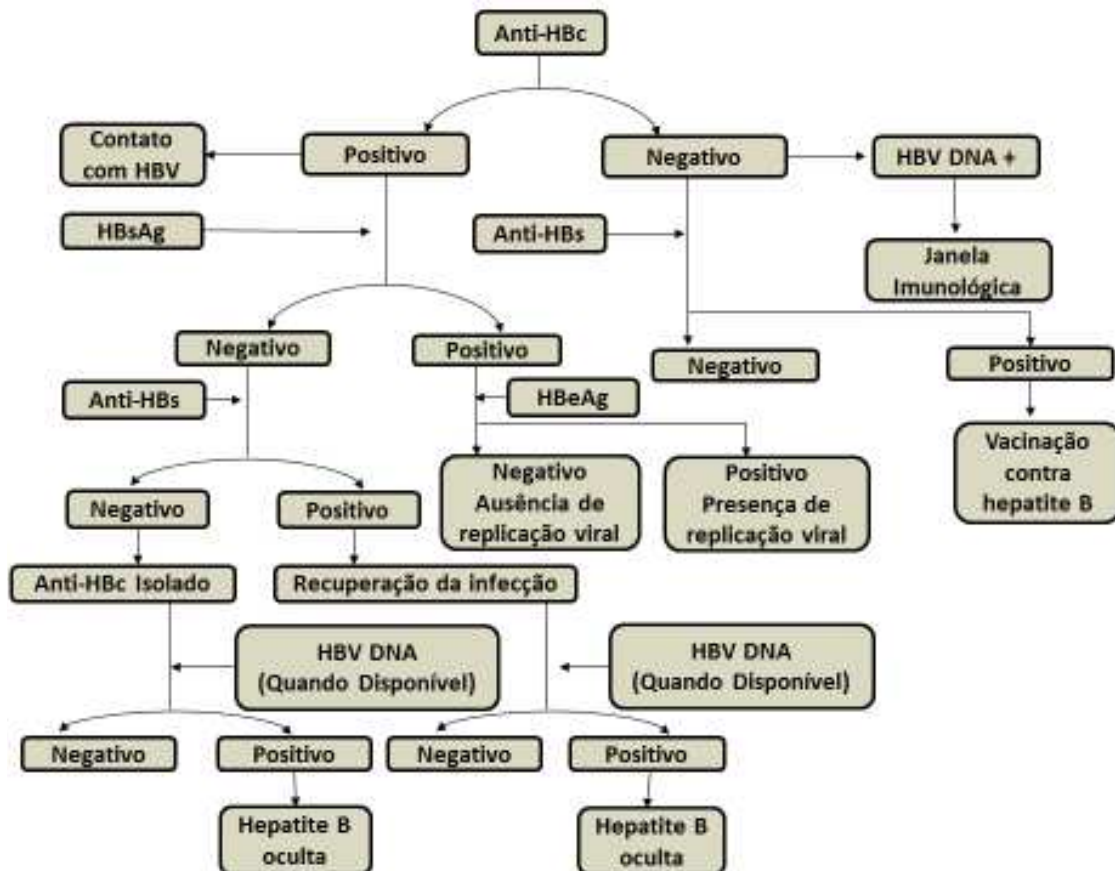 Anti-HBc
Contato
com HBV
Positivo
Negativo
HBV DNA +
HBsAg
Anti-HBs
Janela
Imunológica
Negativo
Positivo
Negativo
Positivo
Anti-HBs
HBeAg
Vacinação
contra
hepatite B
Negativo
Ausência de
replicação viral
Positivo
Presença de
replicação viral
Negativo
Positivo
Anti-HBc Isolado
Recuperação da infecção
HBV DNA
(Quando Disponível)
HBV DNA
(Quando Disponível)
Negativo
Positivo
Negativo
Positivo
Hepatite B
oculta
Hepatite B
oculta